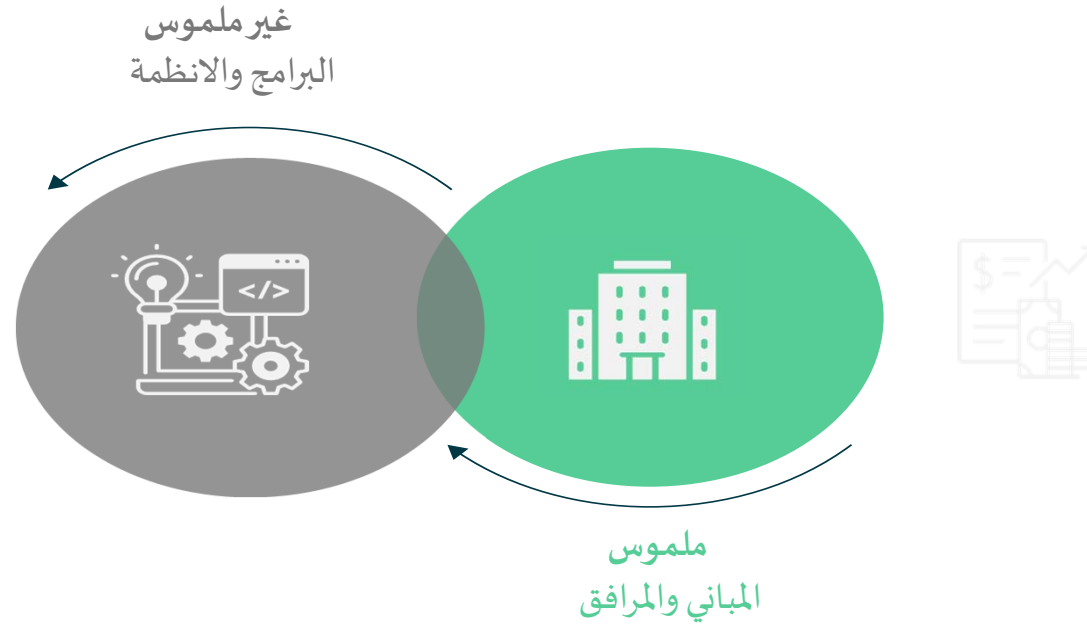 غير ملموس
البرامج والانظمة
</>
$
ملموس
المباني والمرافق